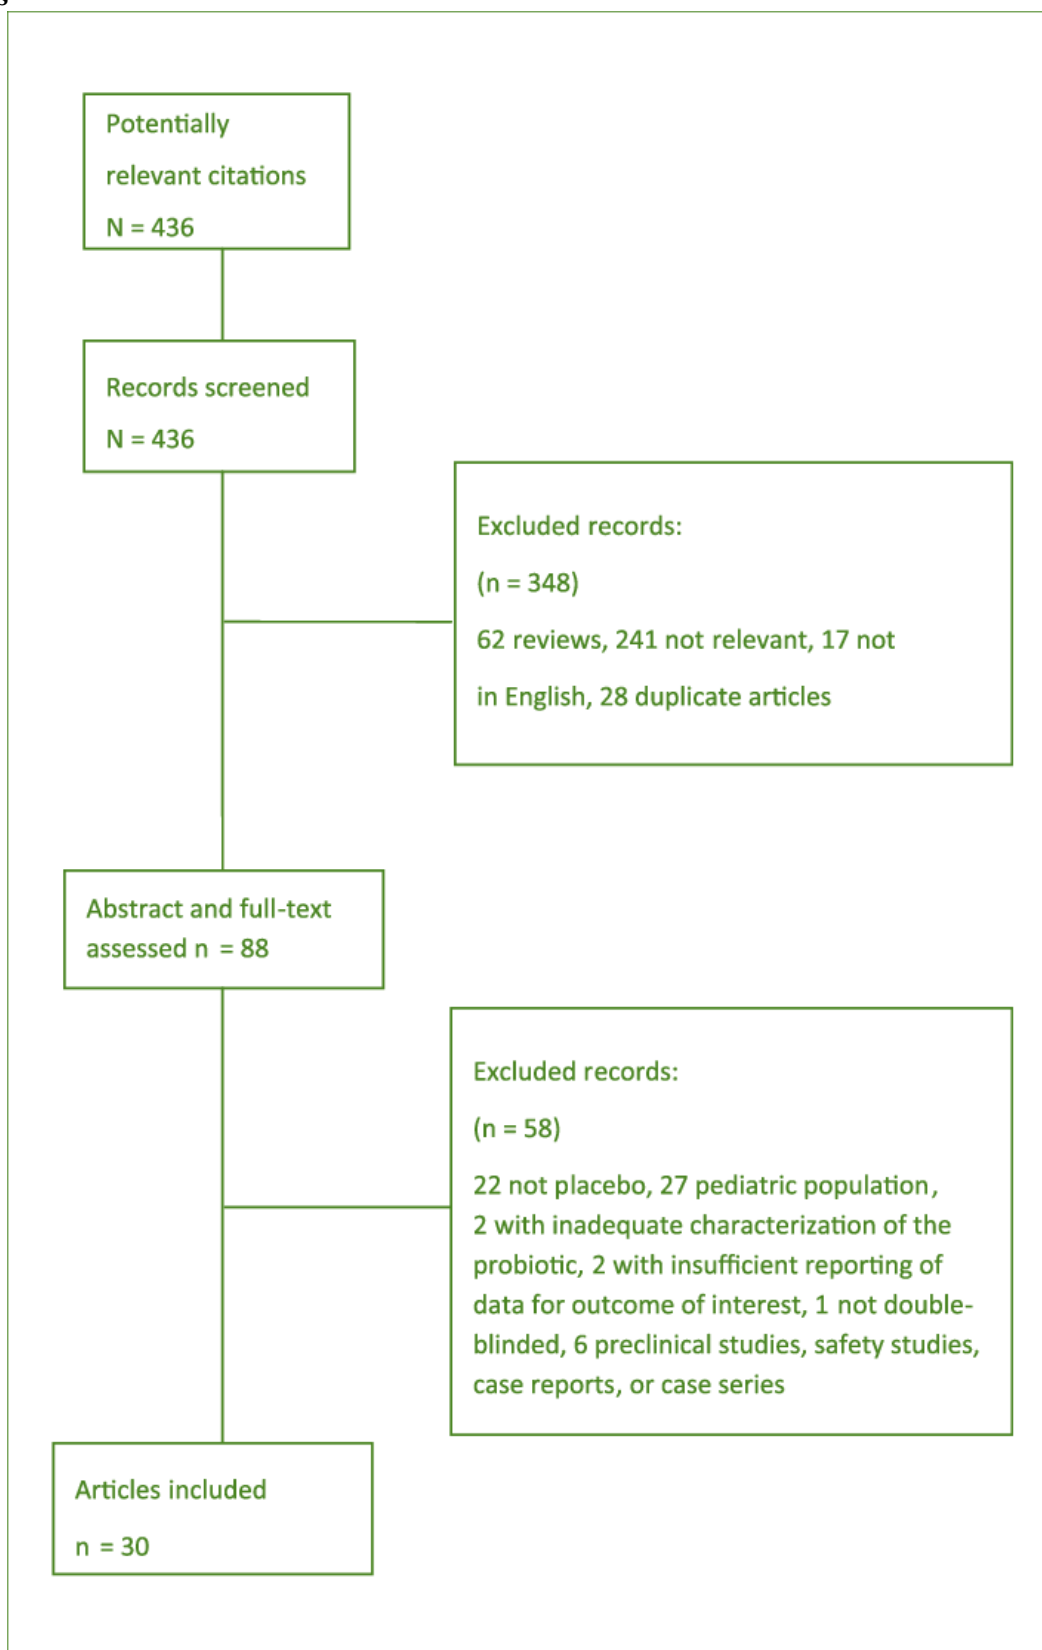 Potentially
relevant citations
N = 436
Records screened
N = 436
Excluded records:
(n = 348)
62 reviews, 241 not relevant, 17 not
in English, 28 duplicate articles
Abstract and full-text
assessed n = 88
Excluded records:
(n = 58)
22 not placebo, 27 pediatric population,
2 with inadequate characterization of the
probiotic, 2 with insufficient reporting of
data for outcome of interest, 1 not double-
blinded, 6 preclinical studies, safety studies,
case reports, or case series
Articles included
n = 30